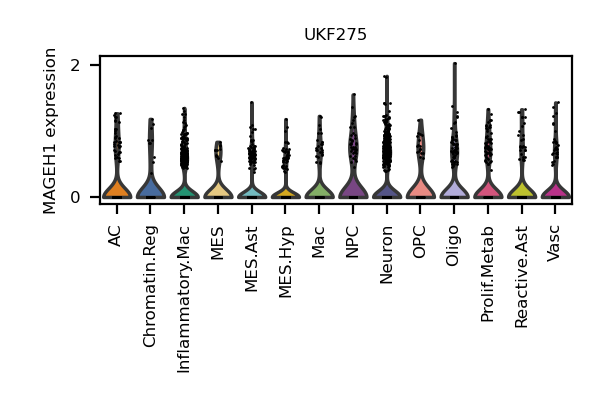 UKF275
MAGEH1 expression
2
0
AC
Chromatin.Reg
Inflammatory.Mac
MES
MES.Ast
MES.Hyp
Mac
NPC
Neuron
OPC
Oligo
Prolif.Metab
Reactive.Ast
Vasc